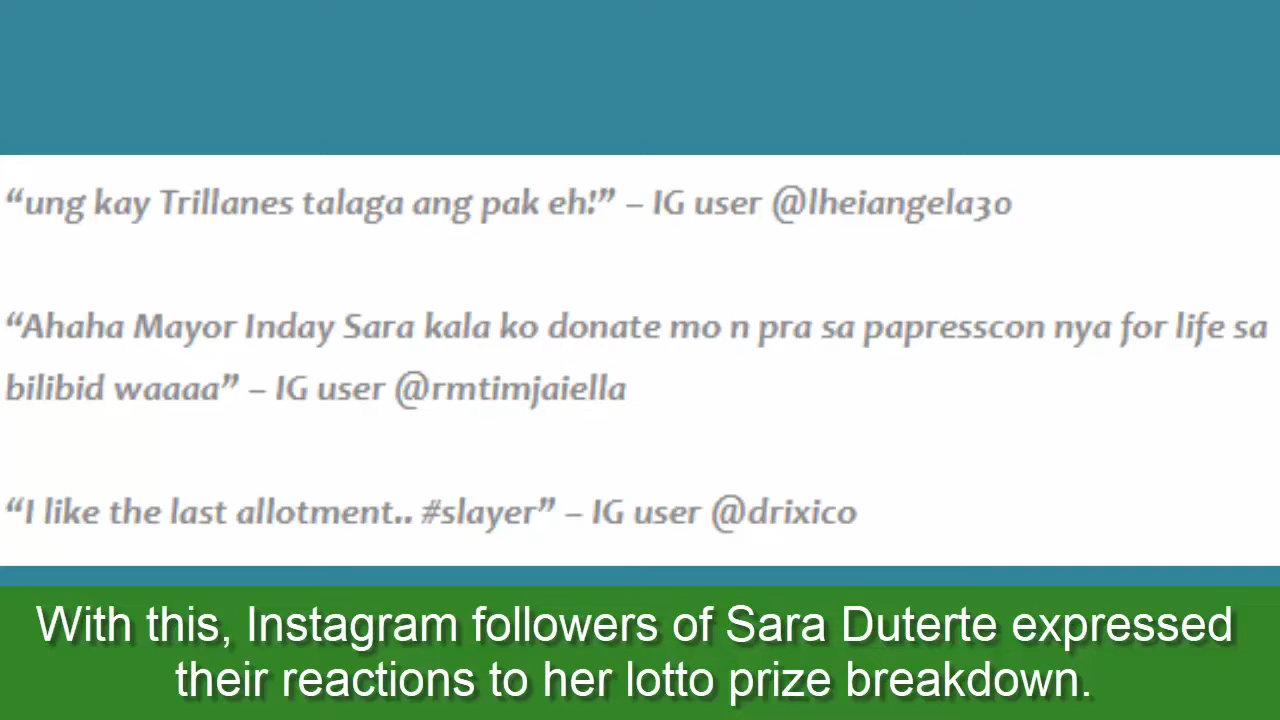 “ung kay Trillanes talaga ang pak eh!” – IG user @lheiangela30
“Ahaha Mayor Inday Sara kala ko donate mo n pra sa papresscon nya for life sa
bilibid waaaa” – IG user @rmtimjaiella
“I like the last allotment.. #slayer” – IG user @drixico
With this, Instagram followers of Sara Duterte expressed
their reactions to her lotto prize breakdown.